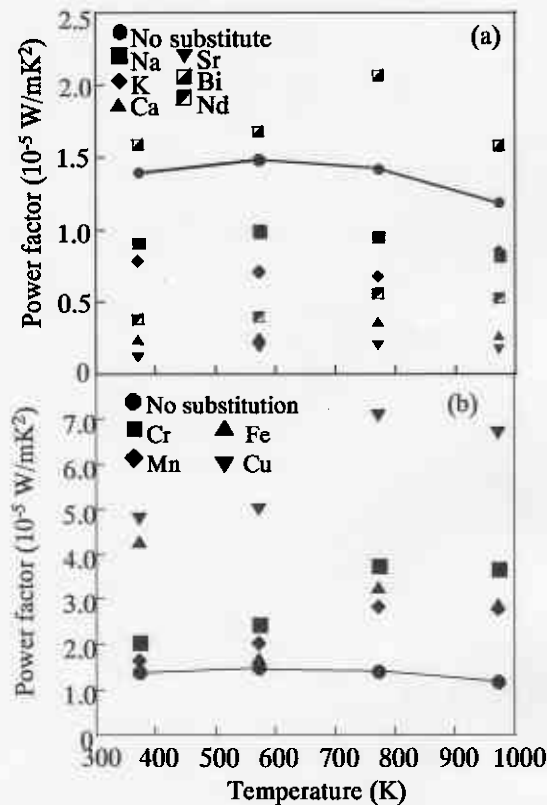 2.5
(a)
No substitute
Sr
Na
Bi
K
Nd
Ca
2.0
1.5
1.0
0.5
0
Power factor (10⁻⁵ W/mK²)
No substitution
(b)
Cr
Fe
Mn
Cu
7.0
6.0
5.0
4.0
3.0
2.0
1.0
0
Power factor (10⁻⁵ W/mK²)
300 400 500 600 700 800 900 1000
Temperature (K)